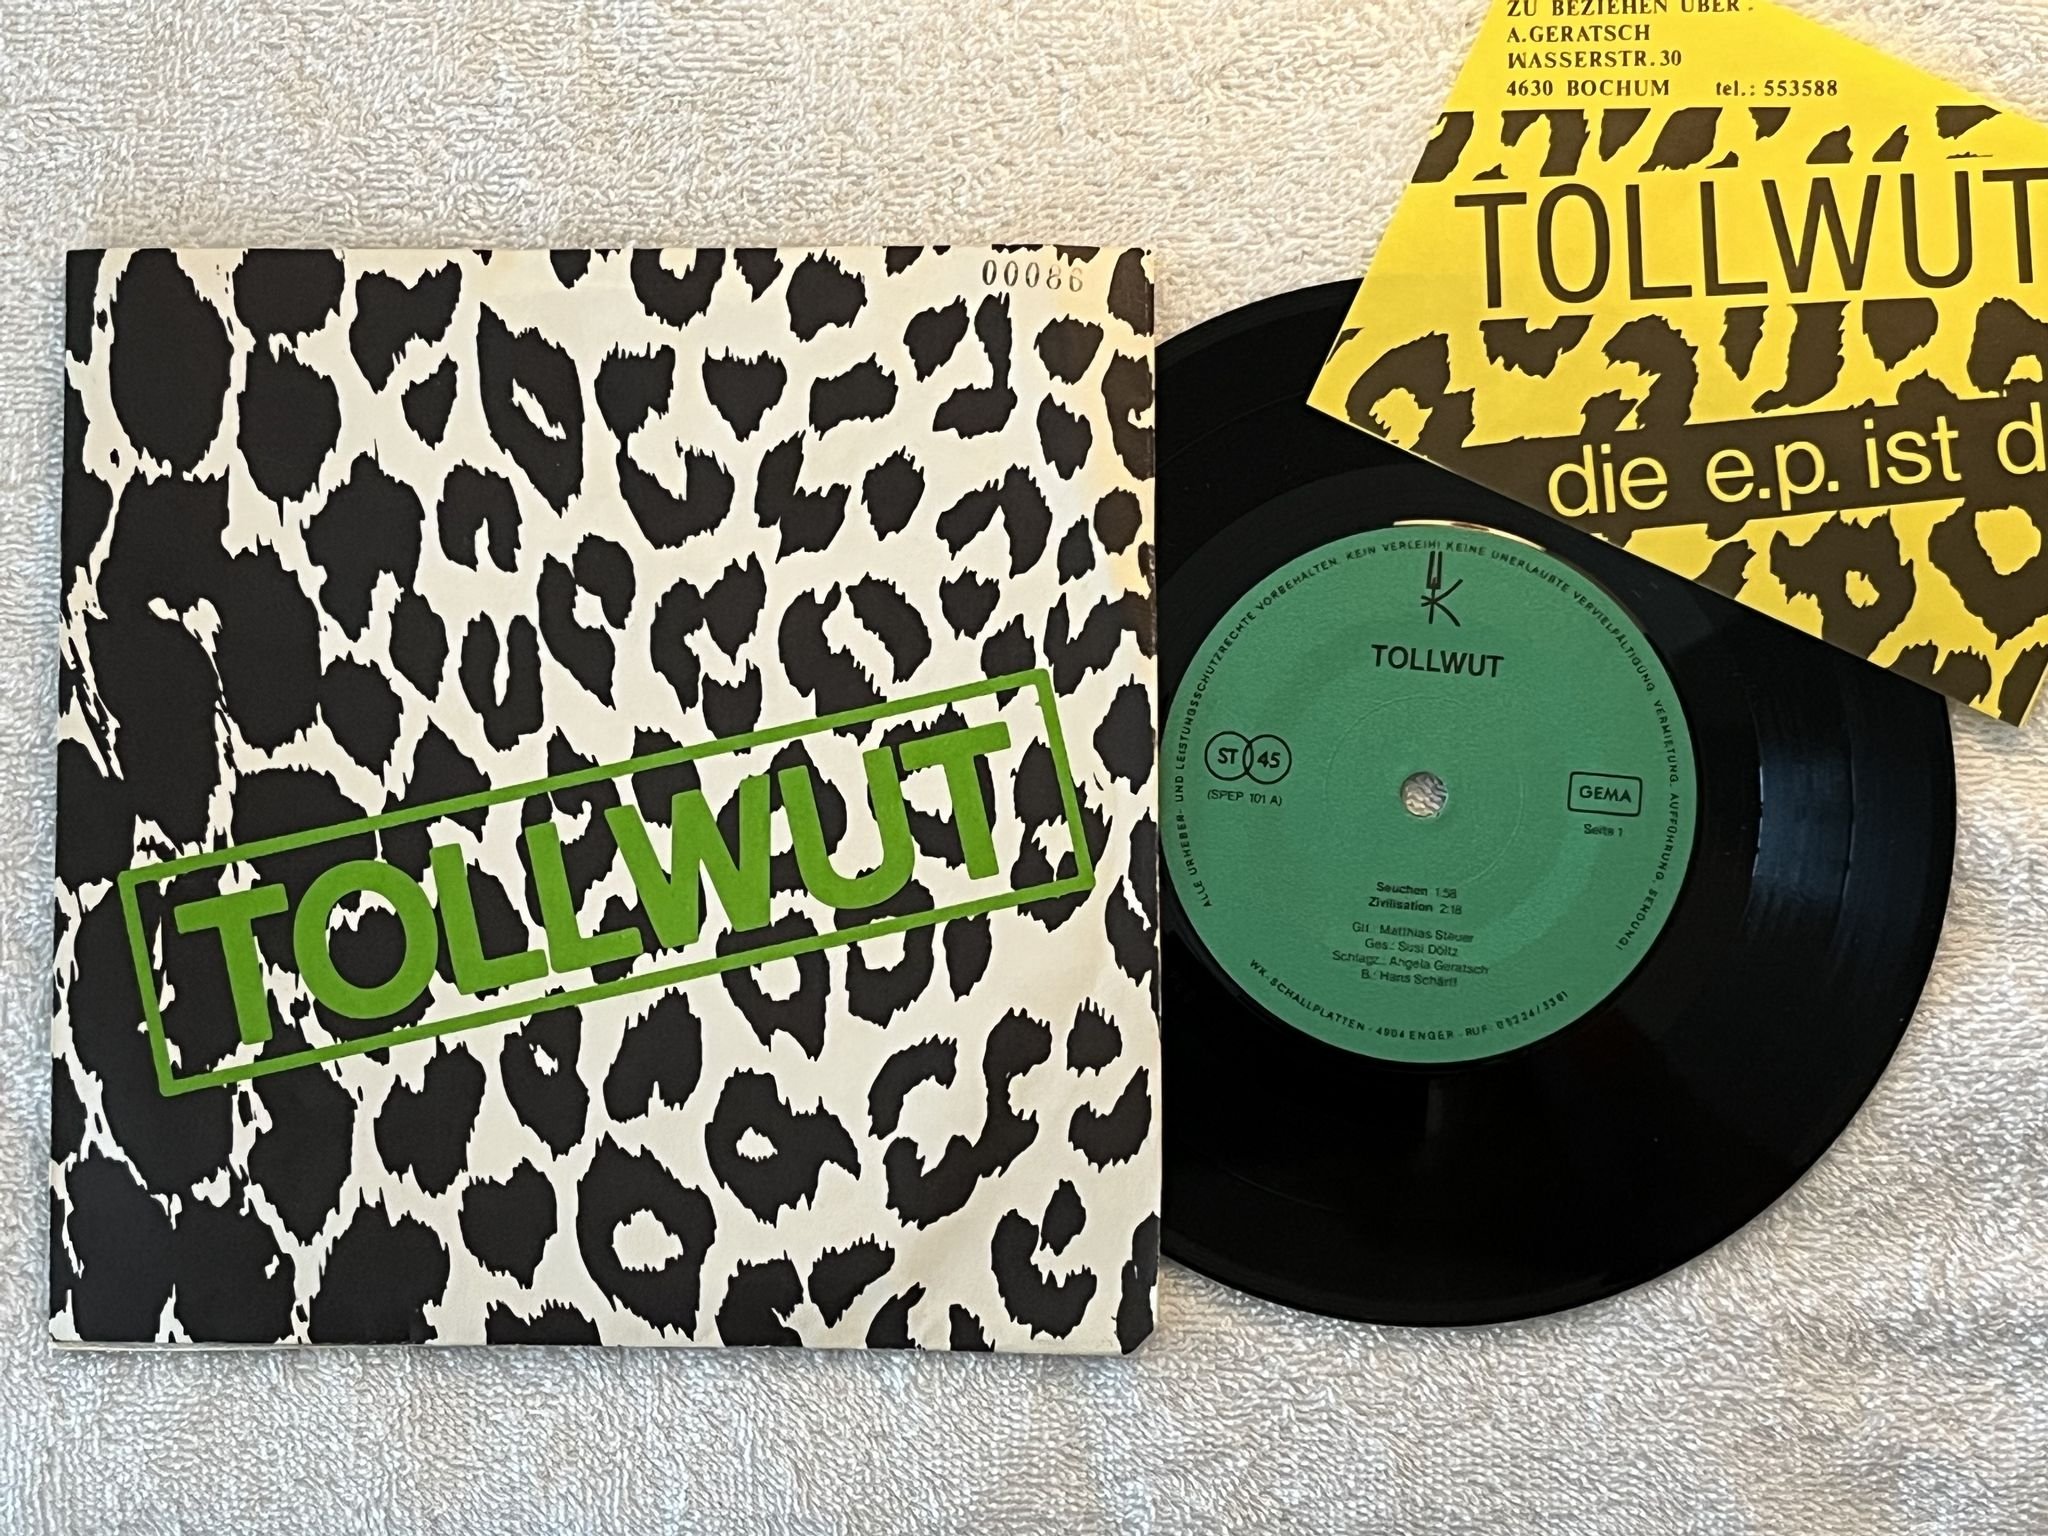 00086
TOLLWUT
ZU BEZIEHEN ÜBER:
A.GERATSCH
WASSERSTR.30
4630 BOCHUM tel.: 553588
TOLLWUT
die e.p. ist d
ALLE URHEBER- UND LEISTUNGSSCHUTZRECHTE VORBEHALTEN. KEIN VERLEIH! KEINE UNERLAUBTE VERVIELFÄLTIGUNG, VERMIETUNG, AUFFÜHRUNG, SENDUNG!
WK
TOLLWUT
ST 45
(SPEP 101 A)
GEMA
Seite 1
Seuchen 1:58
Zivilisation 2:18
Git.: Matthias Steuer
Ges.: Susi Döltz
Schlagz.: Angela Geratsch
B.: Hans Schärtl
WK-SCHALLPLATTEN - 4904 ENGER - RUF: 05224/